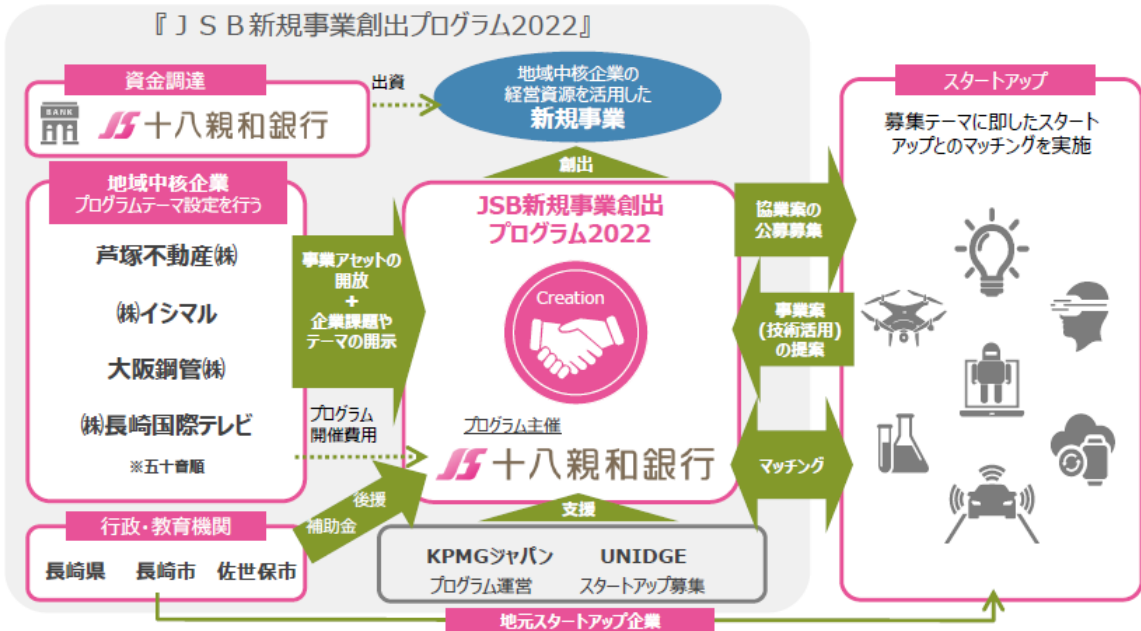 『ＪＳＢ新規事業創出プログラム2022』
資金調達
BANK
JS 十八親和銀行
出資
地域中核企業の
経営資源を活用した
新規事業
創出
地域中核企業
プログラムテーマ設定を行う
芦塚不動産㈱
㈱イシマル
大阪鋼管㈱
㈱長崎国際テレビ
※五十音順
事業アセットの
開放
＋
企業課題や
テーマの開示
プログラム
開催費用
JSB新規事業創出
プログラム2022
Creation
プログラム主催
JS 十八親和銀行
協業案の
公募募集
事業案
(技術活用)
の提案
マッチング
スタートアップ
募集テーマに即したスタート
アップとのマッチングを実施
行政・教育機関
長崎県 長崎市 佐世保市
後援
補助金
支援
KPMGジャパン UNIDGE
プログラム運営 スタートアップ募集
地元スタートアップ企業